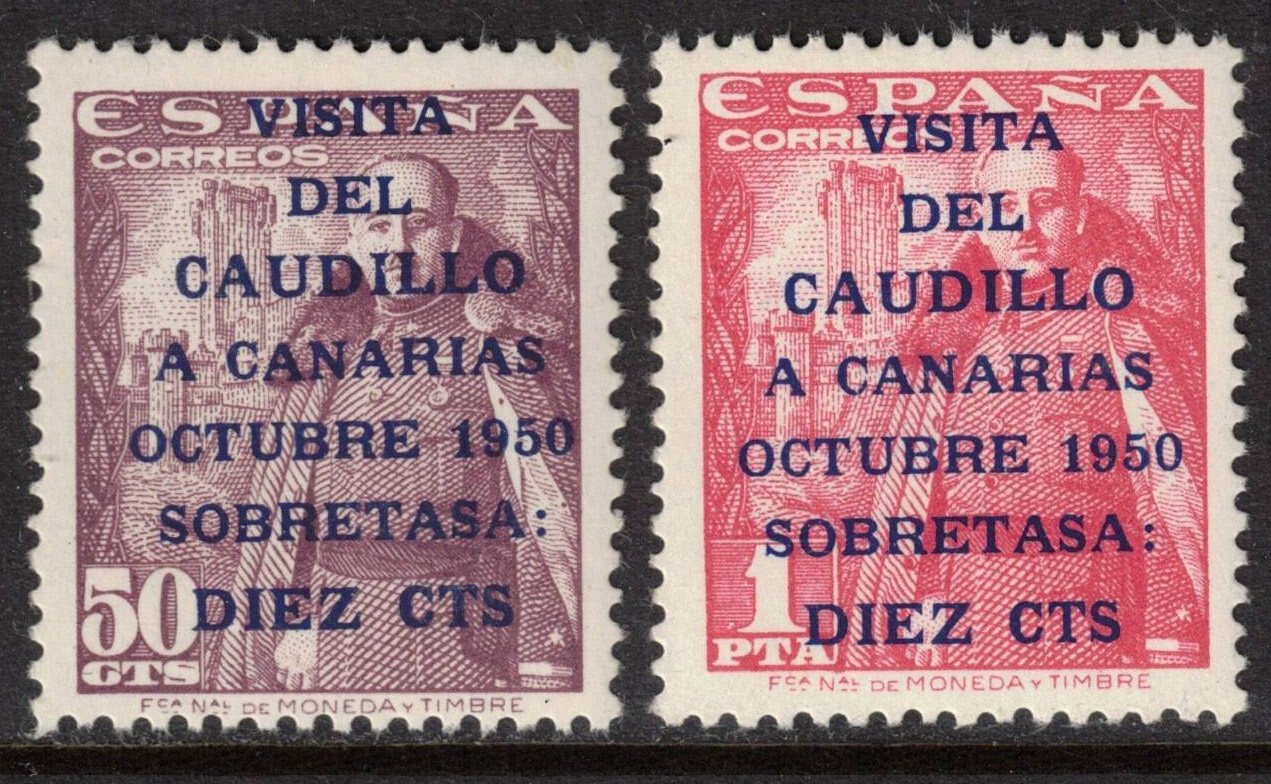 ESPAÑA
CORREOS
VISITA
DEL
CAUDILLO
A CANARIAS
OCTUBRE 1950
SOBRETASA:
DIEZ CTS
50
CTS
FCA NAL DE MONEDA Y TIMBRE
ESPAÑA
CORREOS
VISITA
DEL
CAUDILLO
A CANARIAS
OCTUBRE 1950
SOBRETASA:
DIEZ CTS
1
PTA
FCA NAL DE MONEDA Y TIMBRE